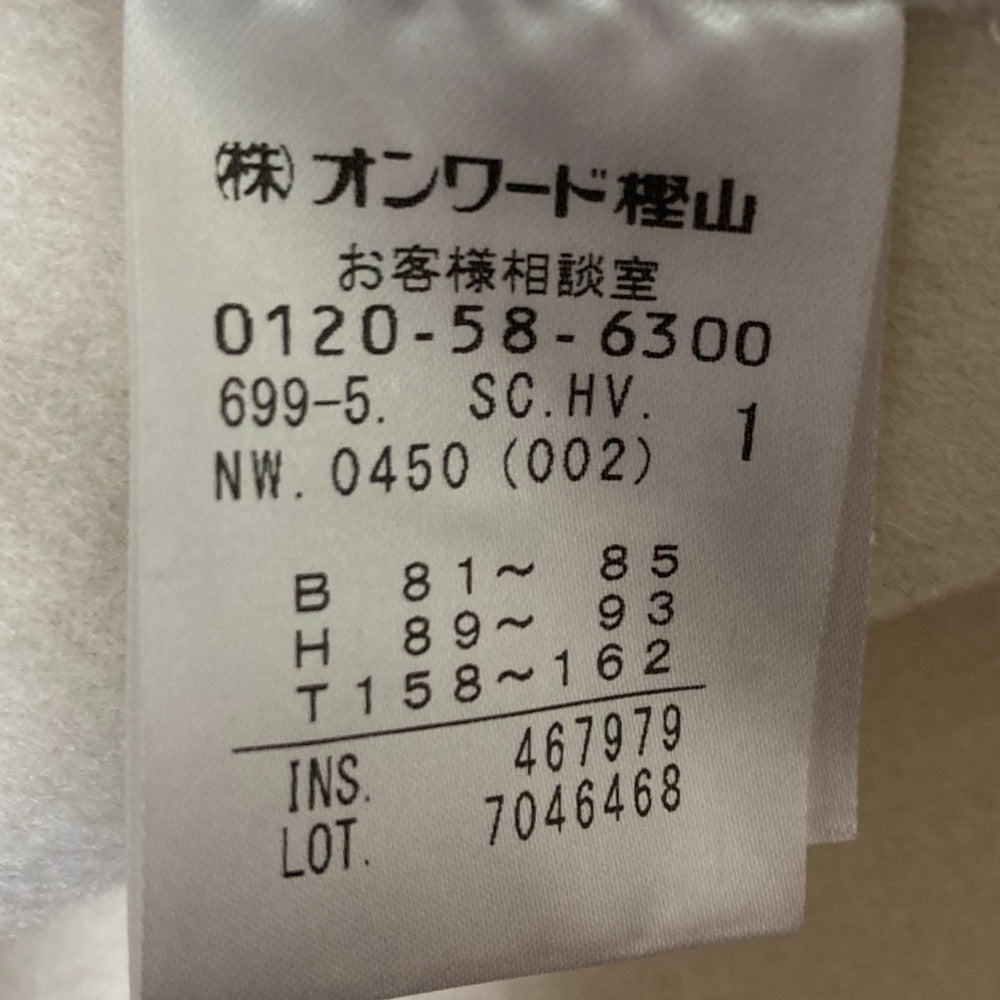 (株)オンワード樫山
お客様相談室
0120-58-6300
699-5. SC.HV. 1
NW. 0450 (002)
B 81~ 85
H 89~ 93
T158~162
INS. 467979
LOT. 7046468